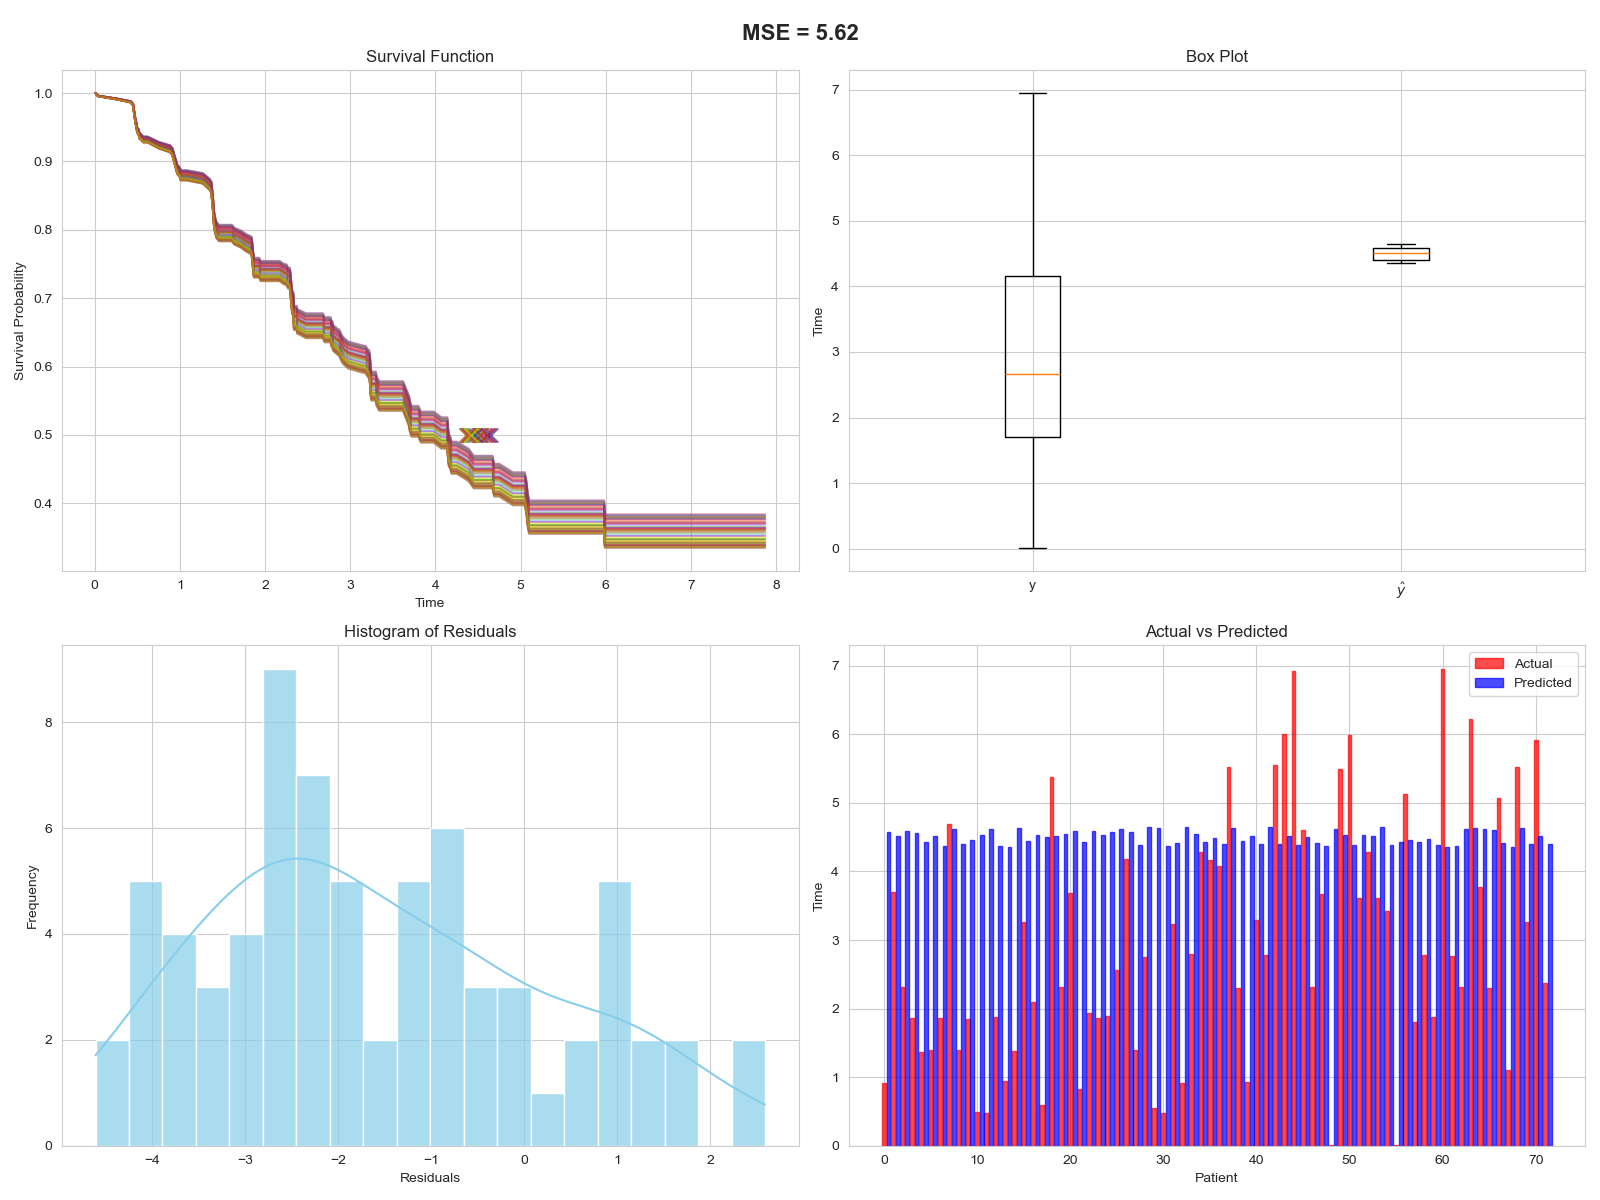 MSE = 5.62
Survival Function
Survival Probability
1.0
0.9
0.8
0.7
0.6
0.5
0.4
0 1 2 3 4 5 6 7 8
Time
Box Plot
Time
7
6
5
4
3
2
1
0
y ŷ
Histogram of Residuals
Frequency
8
6
4
2
0
−4 −3 −2 −1 0 1 2
Residuals
Actual vs Predicted
Actual
Predicted
Time
7
6
5
4
3
2
1
0
0 10 20 30 40 50 60 70
Patient